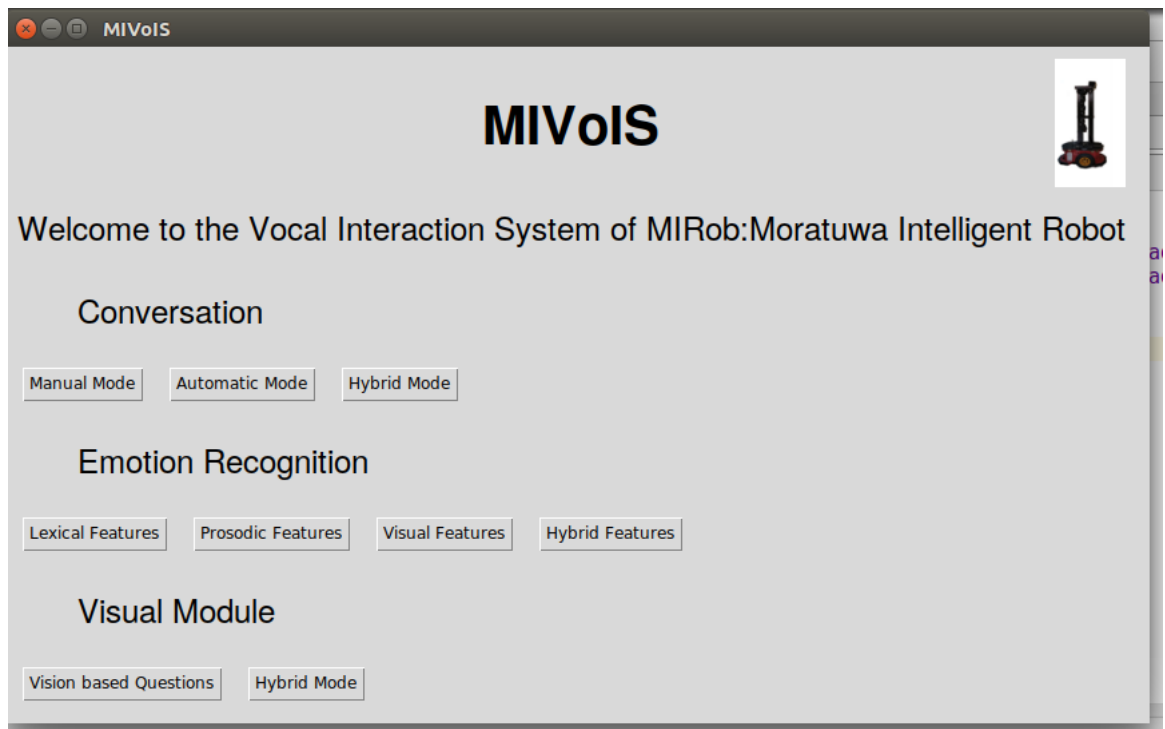 MIVoIS
MIVoIS
Welcome to the Vocal Interaction System of MIRob:Moratuwa Intelligent Robot
Conversation
Manual Mode Automatic Mode Hybrid Mode
Emotion Recognition
Lexical Features Prosodic Features Visual Features Hybrid Features
Visual Module
Vision based Questions Hybrid Mode